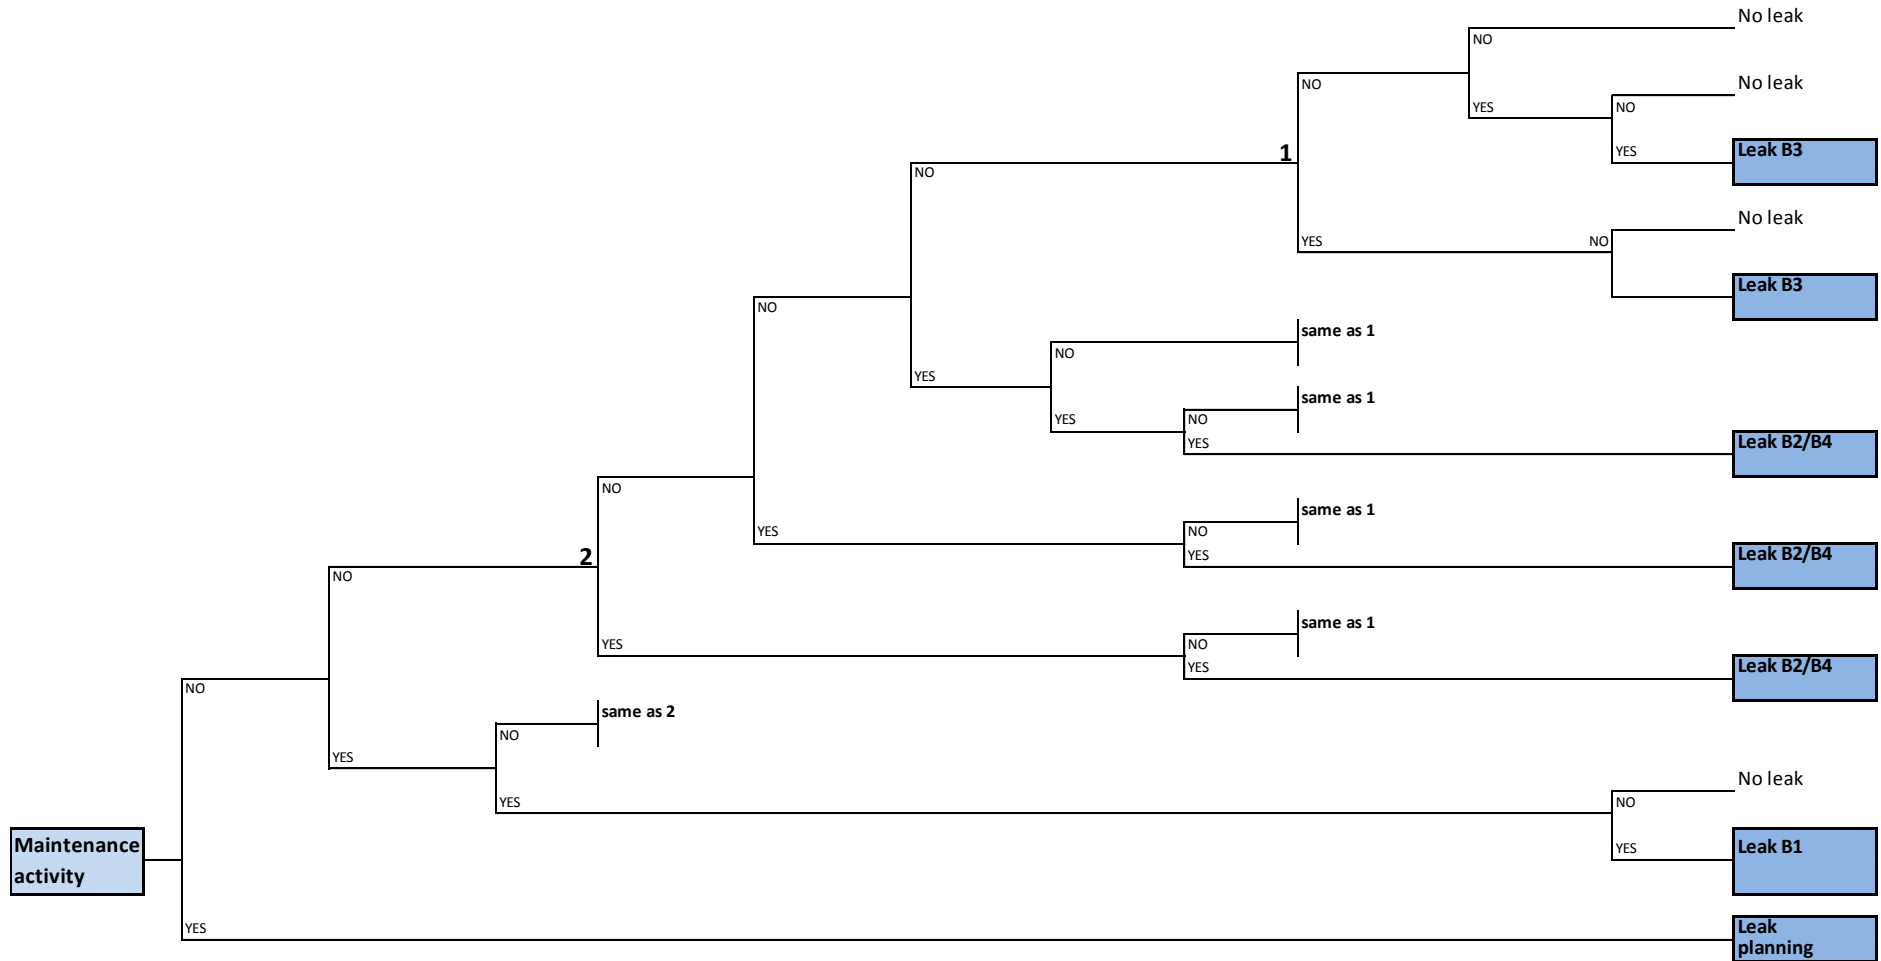 No leak
NO
No leak
NO
YES
NO
1
YES
Leak B3
NO
No leak
YES
NO
Leak B3
NO
same as 1
NO
YES
same as 1
YES
NO
Leak B2/B4
YES
NO
same as 1
YES
NO
Leak B2/B4
2
YES
NO
same as 1
YES
NO
Leak B2/B4
YES
NO
same as 2
NO
YES
No leak
YES
NO
Maintenance
activity
Leak B1
YES
YES
Leak
planning